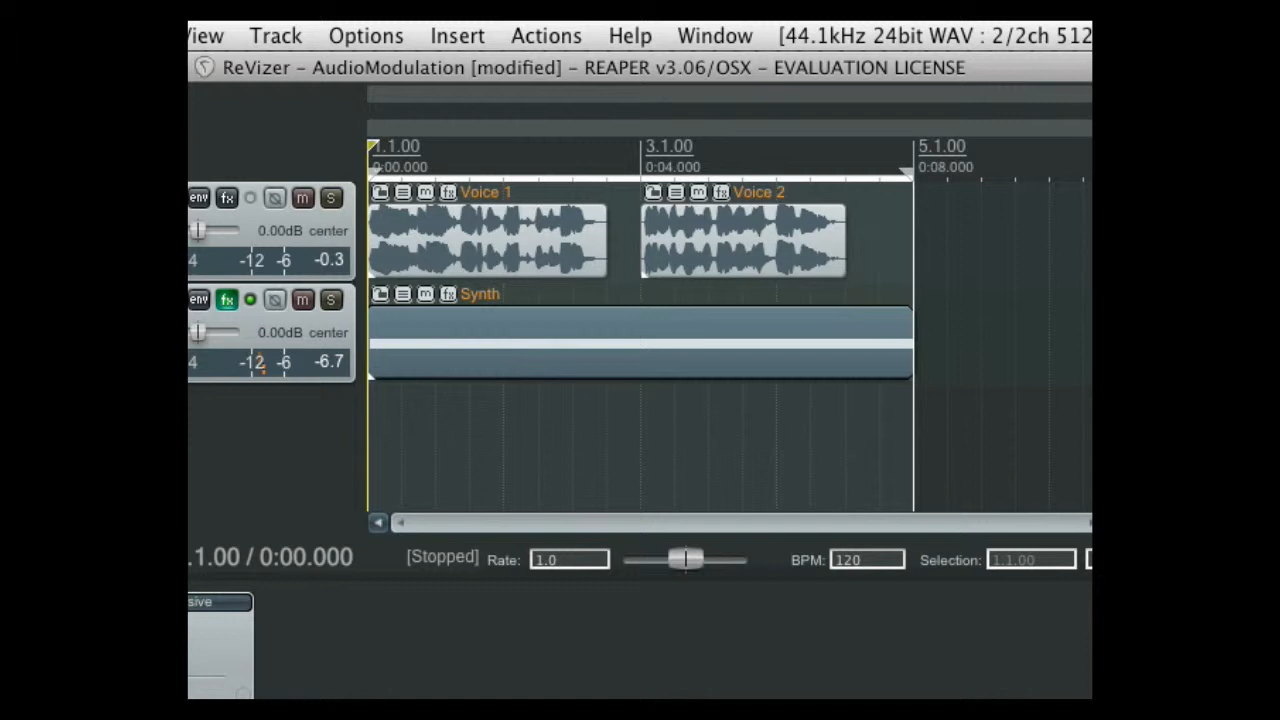 View Track Options Insert Actions Help Window [44.1kHz 24bit WAV : 2/2ch 512
ReVizer – AudioModulation [modified] – REAPER v3.06/OSX – EVALUATION LICENSE
1.1.00 3.1.00 5.1.00
0:00.000 0:04.000 0:08.000
env fx m S m fx Voice 1 m fx Voice 2
0.00dB center
4 -12 -6 -0.3
env fx m S m fx Synth
0.00dB center
4 -12 -6 -6.7
.1.00 / 0:00.000 [Stopped] Rate: 1.0 BPM: 120 Selection: 1.1.00
sive